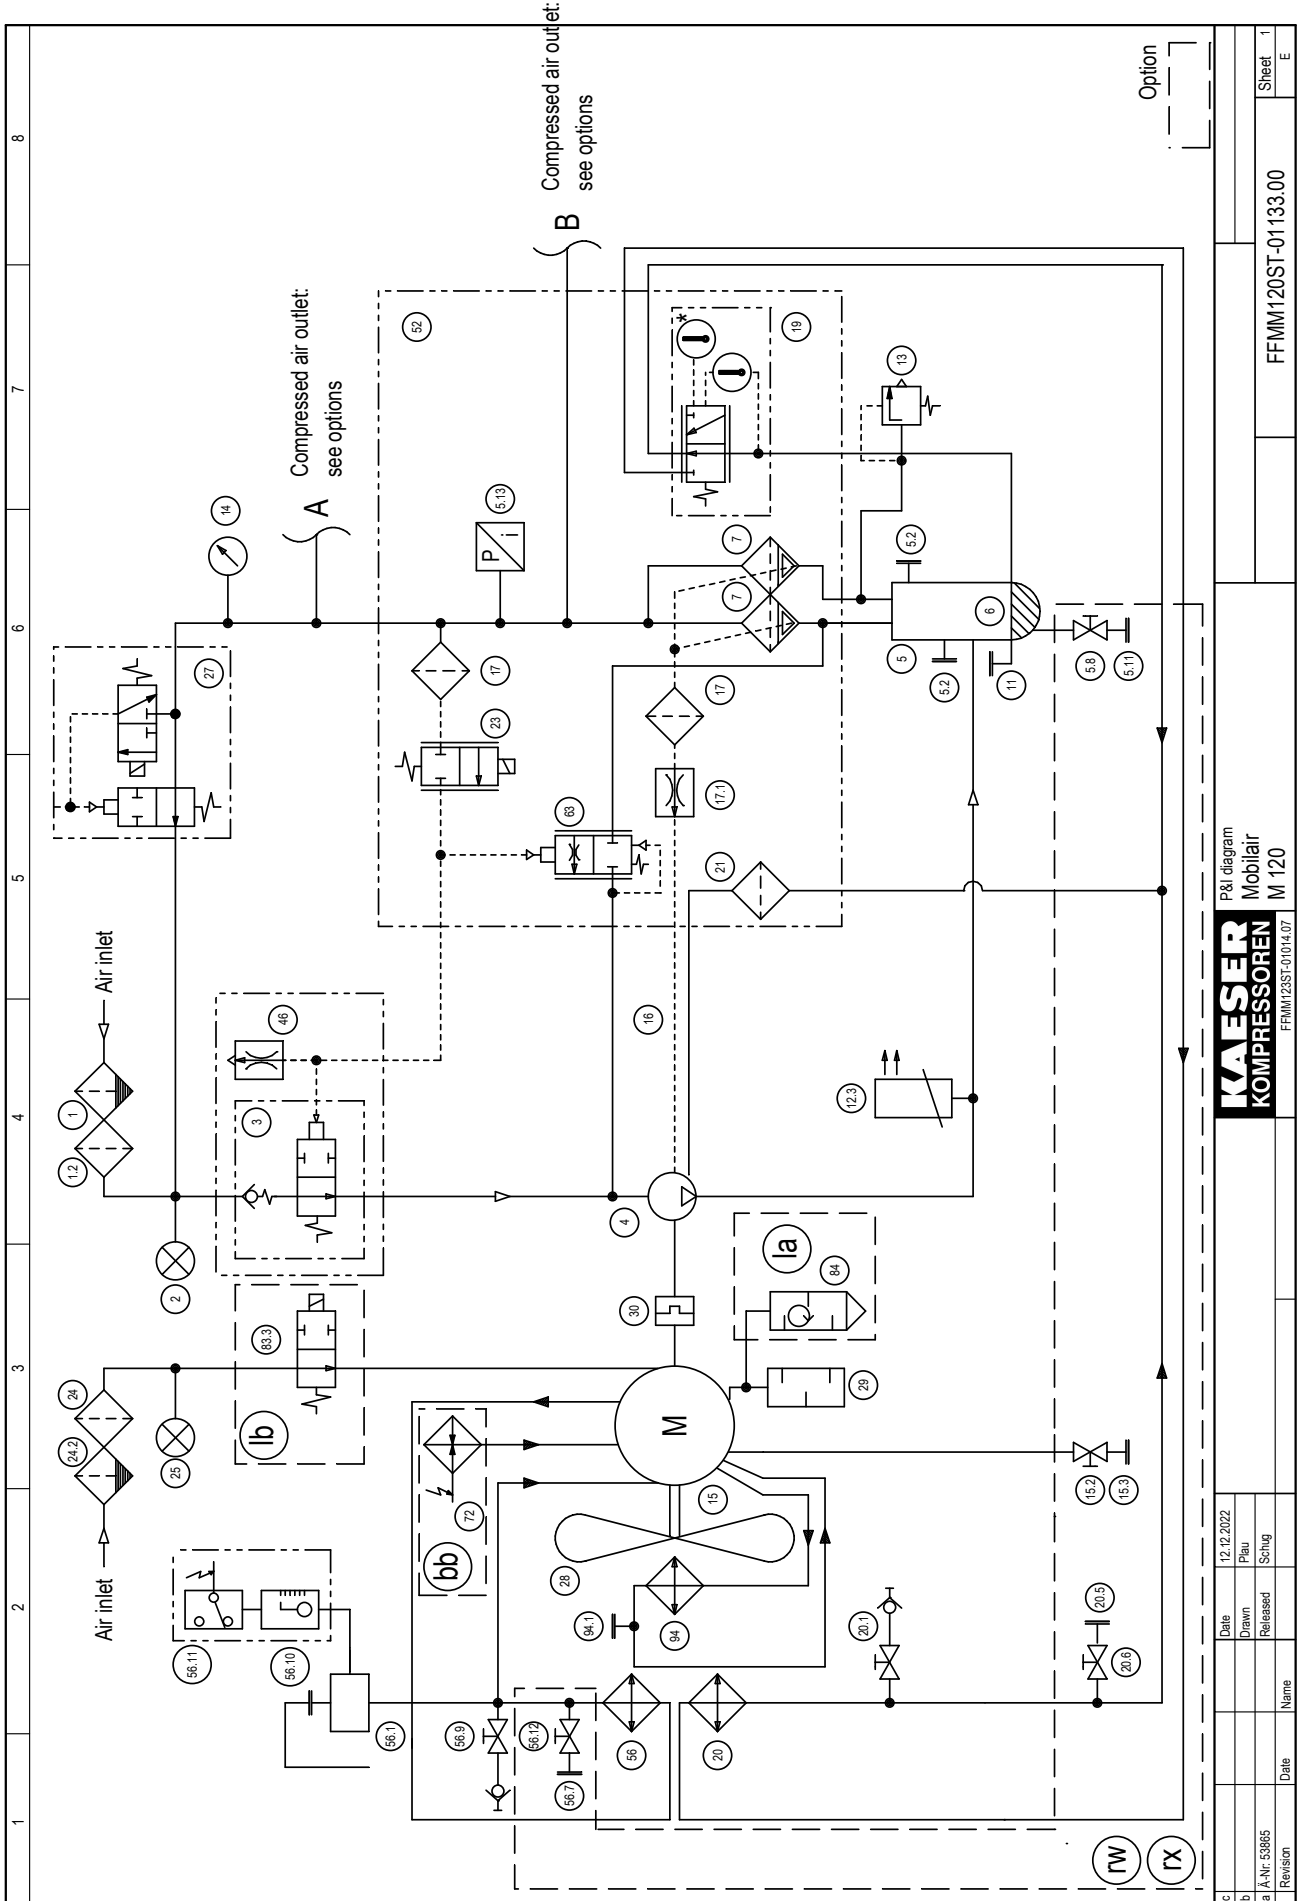 1
2
3
4
5
6
7
8
Air inlet
24.2
24
25
Ib
83.3
56.11
56.10
56.1
56.9
56.12
56.7
56
20
bb
72
28
94.1
94
15
M
30
29
Ia
84
20.1
20.6
20.5
15.2
15.3
rw
rx
Air inlet
1.2
1
2
3
46
4
16
12.3
27
14
A
Compressed air outlet:
see options
17
23
63
5.13
P
i
52
B
Compressed air outlet:
see options
7
7
17
17.1
21
19
*
13
5.2
5.2
5
6
11
5.8
5.11
Option
c
b
a
Ä-Nr. 53865
Revision
Date
Name
Date
12.12.2022
Drawn
Plau
Released
Schug
KAESER
KOMPRESSOREN
FFMM123ST-01014.07
P&I diagram
Mobilair
M 120
FFMM120ST-01133.00
Sheet
1
E